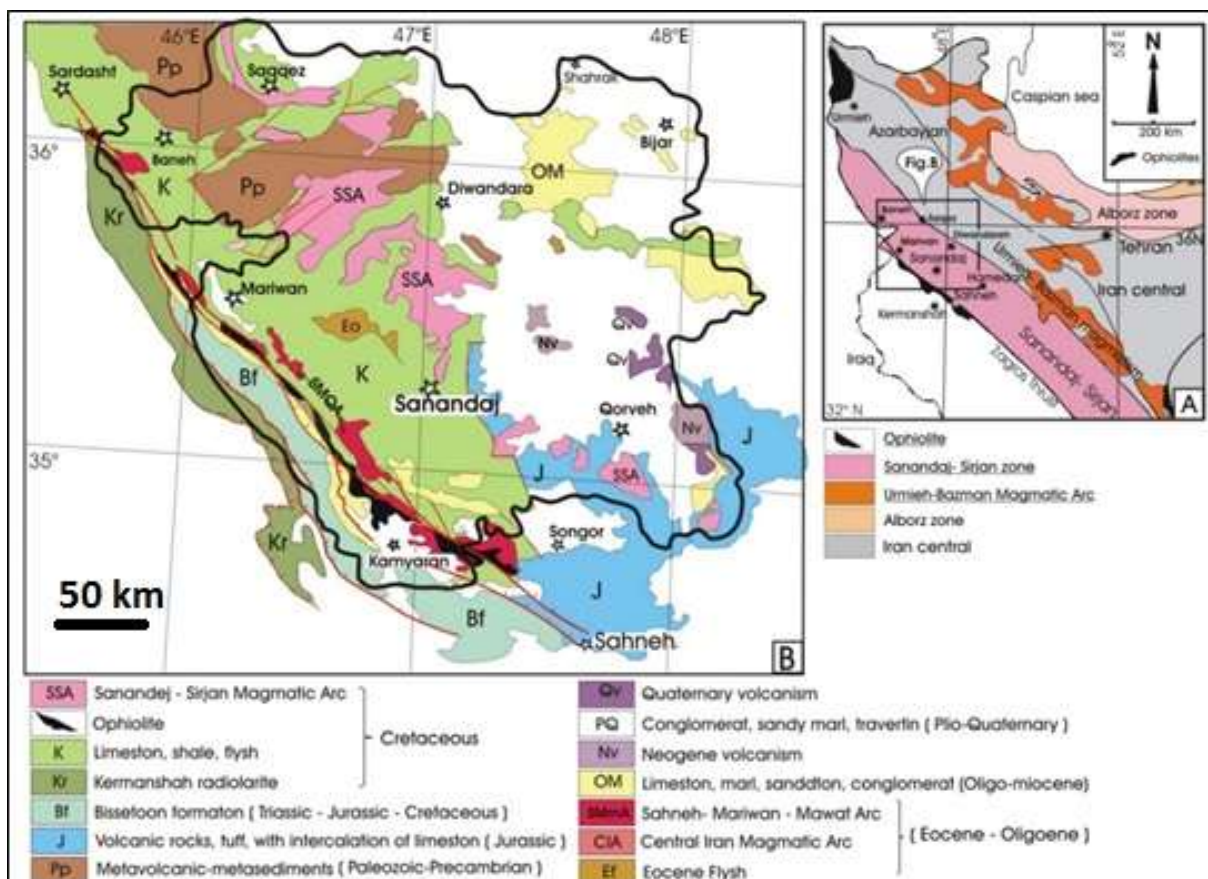 46°E
47°E
48°E
Sardasht
Pp
Saqqez
Shahrak
Bijar
36°
Baneh
K
Pp
SSA
OM
Diwandara
Kr
SSA
Mariwan
Eo
Qv
Nv
Qv
Bf
K
Sanandaj
Qorveh
Nv
J
35°
J
SSA
Kr
Songor
Kamyaran
J
50 km
Bf
Sahneh
B
N
Caspian sea
200 km
Ophiolites
Urmieh
Azarbayjan
Fig.B
Alborz zone
Baneh
Mariwan
Tehran
36N
Sanandaj
Hamedan
Iran central
Sahneh
Kermanshah
Iraq
Sanandaj- Sirjan
Zagros thrust
32° N
A
Ophiolite
Sanandaj- Sirjan zone
Urmieh-Bazman Magmatic Arc
Alborz zone
Iran central
SSA Sanandej - Sirjan Magmatic Arc
Ophiolite
K Limeston, shale, flysh
Kr Kermanshah radiolarite
Cretaceous
Bf Bissetoon formaton ( Triassic - Jurassic - Cretaceous )
J Volcanic rocks, tuff, with intercalation of limeston ( Jurassic )
Pp Metavolcanic-metasediments ( Paleozoic-Precambrian )
Qv Quaternary volcanism
PQ Conglomerat, sandy marl, travertin ( Plio-Quaternary )
Nv Neogene volcanism
OM Limeston, marl, sanddton, conglomerat (Oligo-miocene)
SMmA Sahneh- Mariwan - Mawat Arc
CIA Central Iran Magmatic Arc
Ef Eocene Flysh
( Eocene - Oligoene )